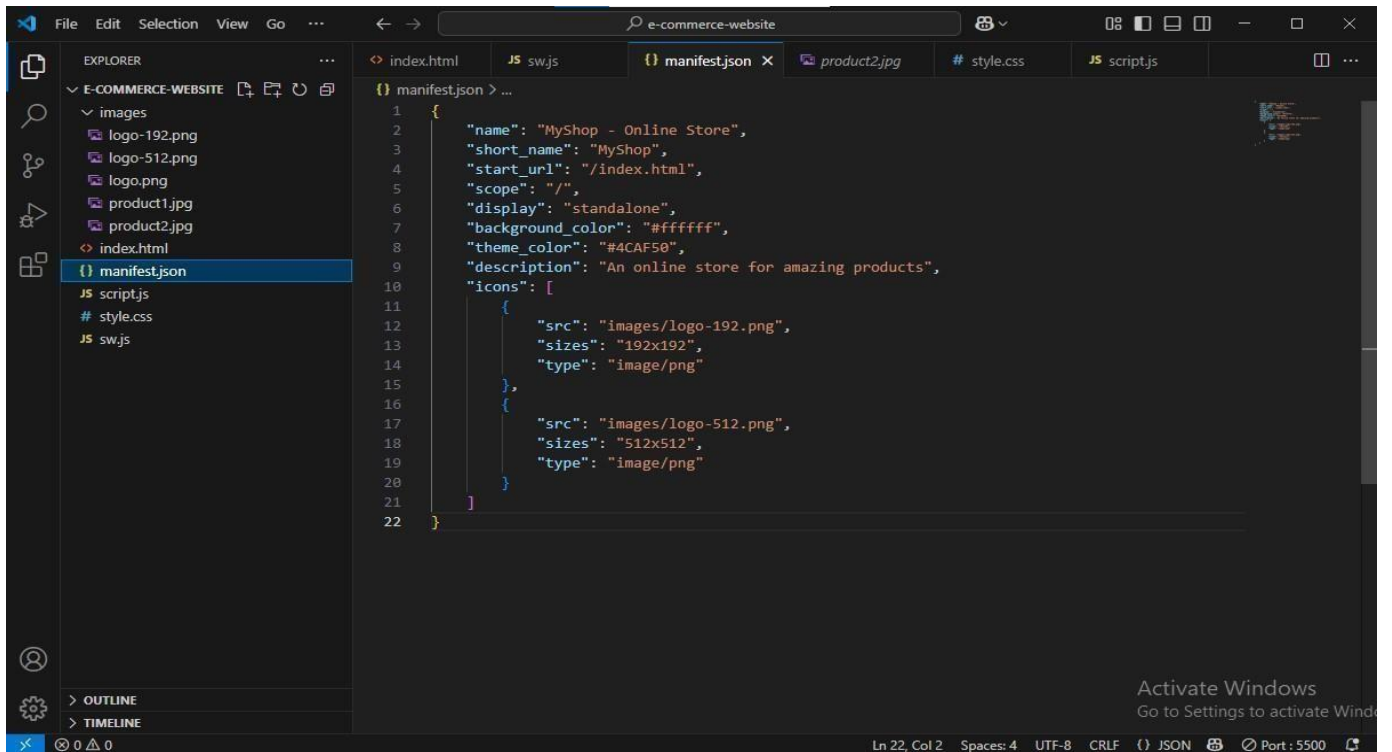 File Edit Selection View Go ··· e-commerce-website
EXPLORER ···
E-COMMERCE-WEBSITE
images
logo-192.png
logo-512.png
logo.png
product1.jpg
product2.jpg
<> index.html
{} manifest.json
JS script.js
# style.css
JS sw.js
> OUTLINE
> TIMELINE
<> index.html JS sw.js {} manifest.json product2.jpg # style.css JS script.js ···
{} manifest.json > ...
1 {
2 "name": "MyShop - Online Store",
3 "short_name": "MyShop",
4 "start_url": "/index.html",
5 "scope": "/",
6 "display": "standalone",
7 "background_color": "#ffffff",
8 "theme_color": "#4CAF50",
9 "description": "An online store for amazing products",
10 "icons": [
11 {
12 "src": "images/logo-192.png",
13 "sizes": "192x192",
14 "type": "image/png"
15 },
16 {
17 "src": "images/logo-512.png",
18 "sizes": "512x512",
19 "type": "image/png"
20 }
21 ]
22 }
Activate Windows
Go to Settings to activate Wind
0 0 Ln 22, Col 2 Spaces: 4 UTF-8 CRLF {} JSON Port : 5500